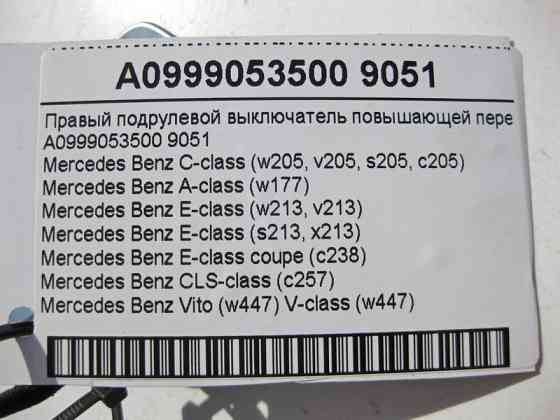 A0999053500 9051
Правый подрулевой выключатель повышающей пере
A0999053500 9051
Mercedes Benz C-class (w205, v205, s205, c205)
Mercedes Benz A-class (w177)
Mercedes Benz E-class (w213, v213)
Mercedes Benz E-class (s213, x213)
Mercedes Benz E-class coupe (c238)
Mercedes Benz CLS-class (c257)
Mercedes Benz Vito (w447) V-class (w447)